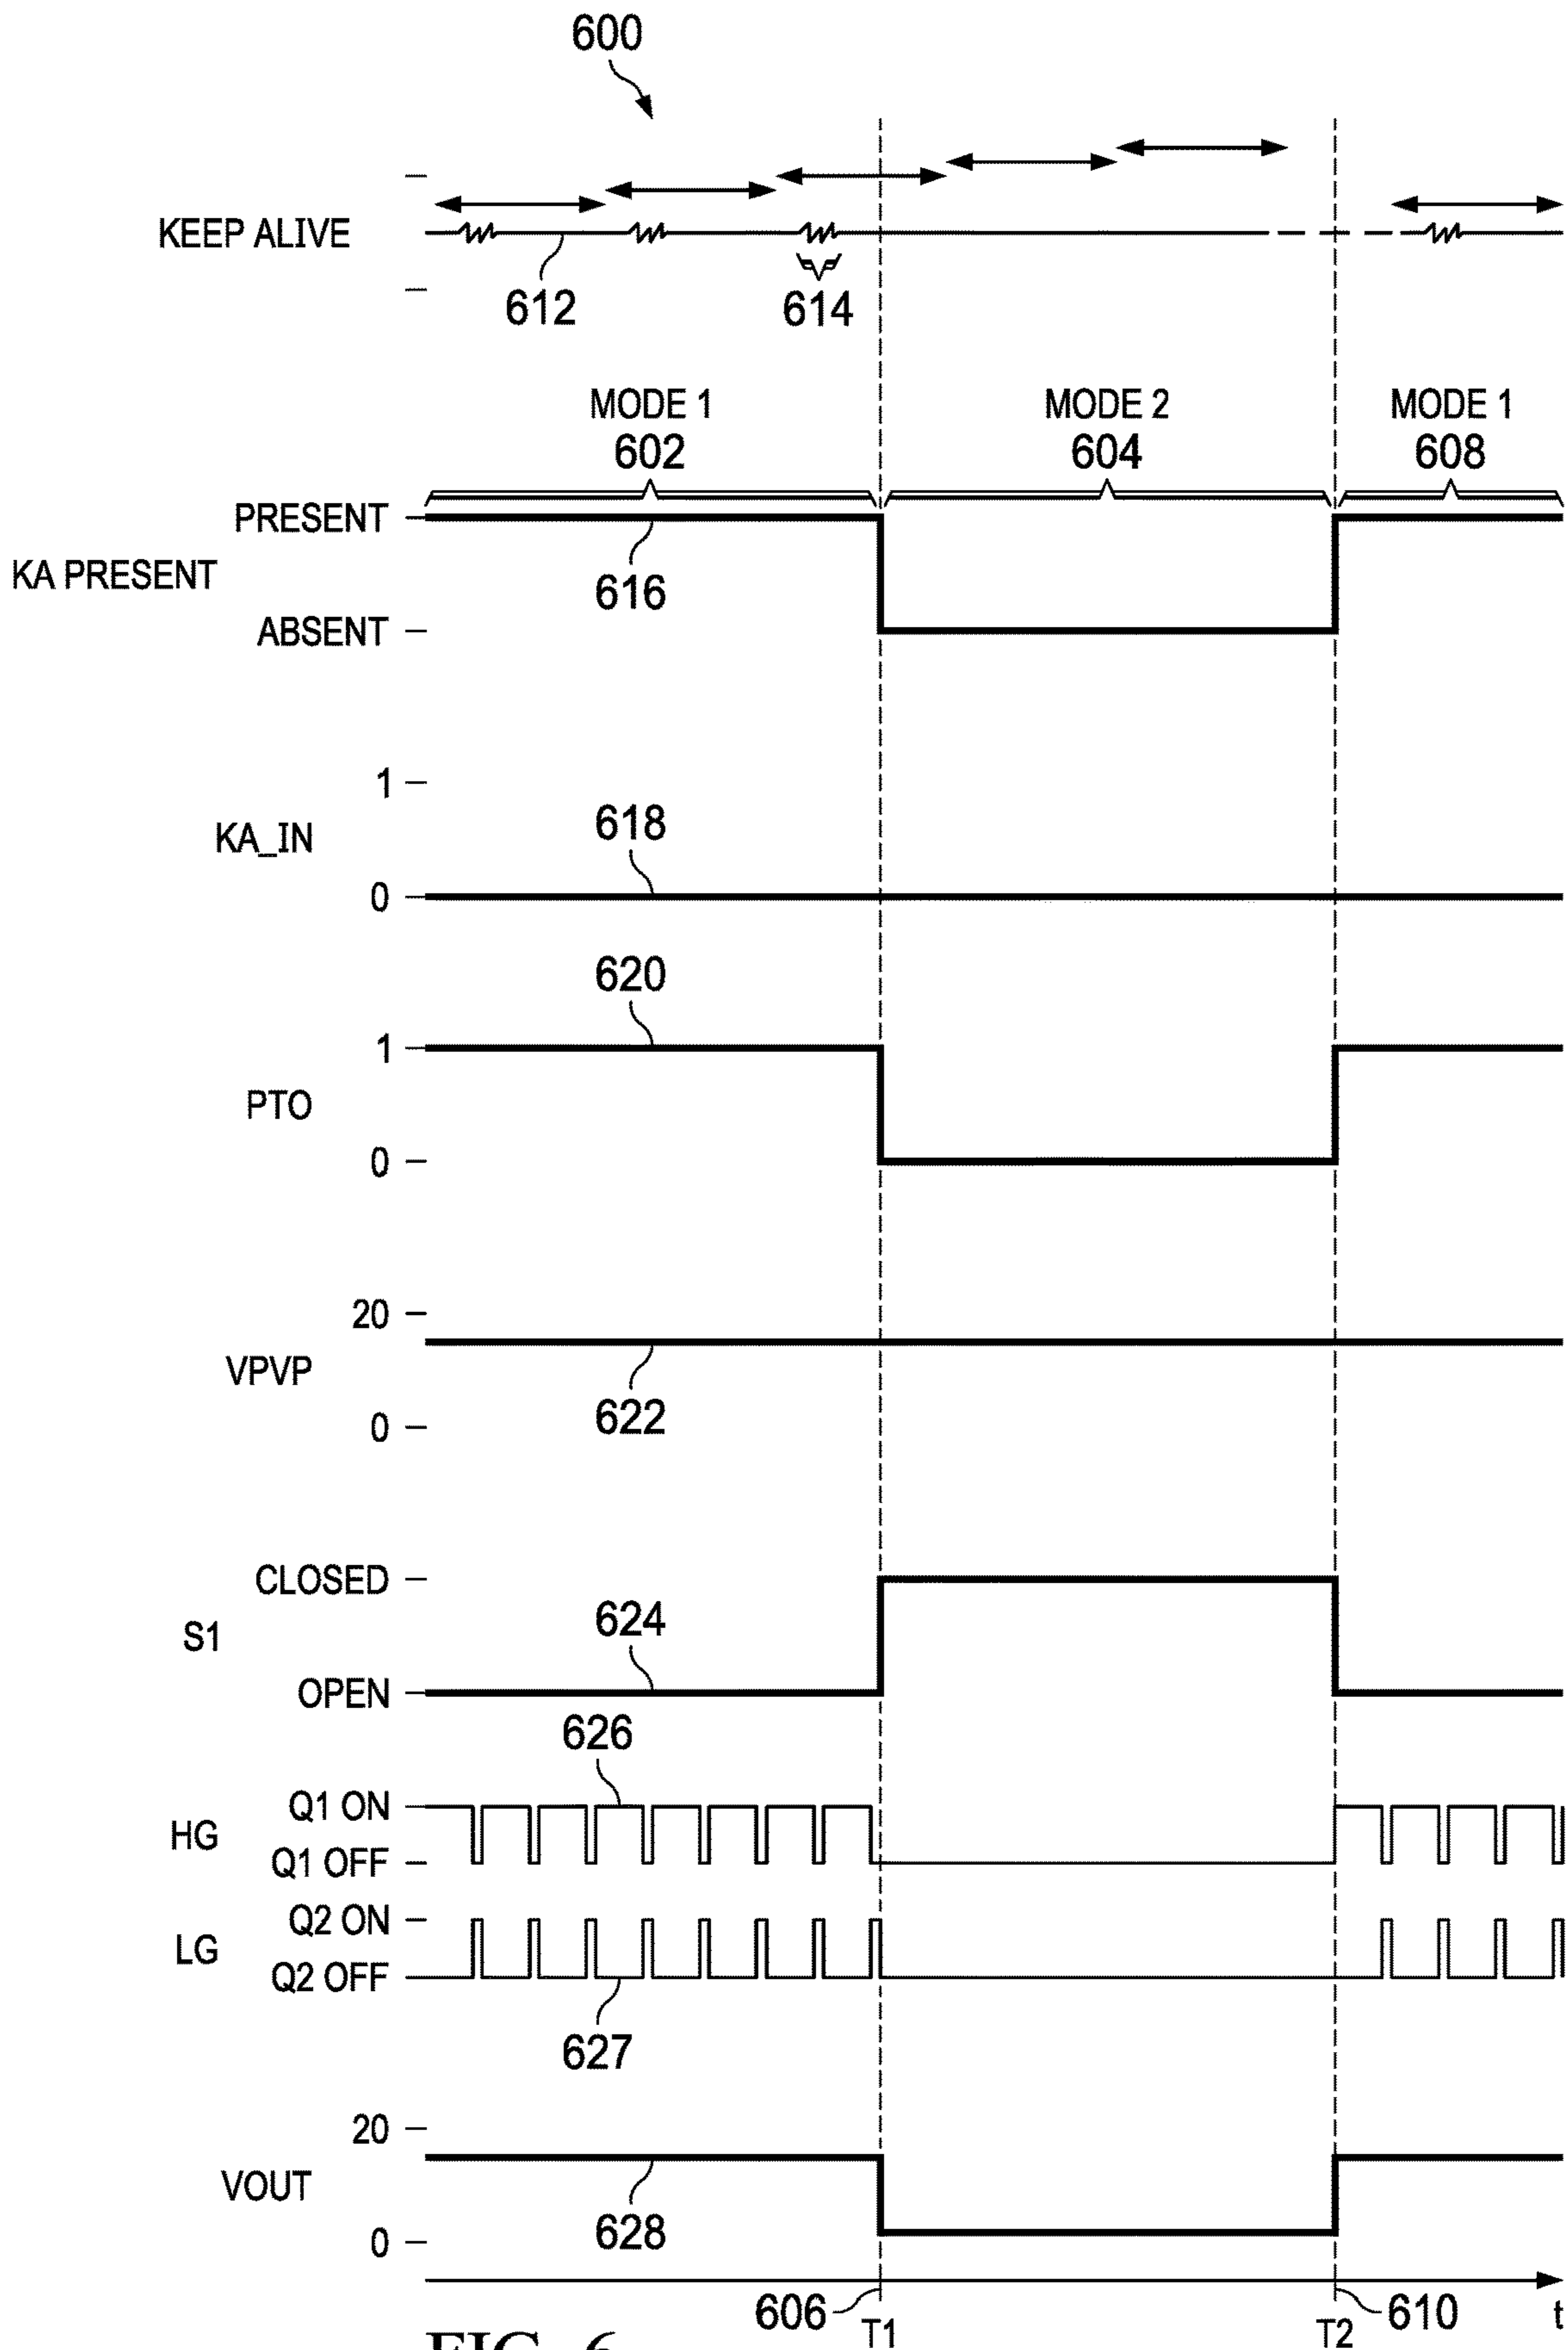 600
KEEP ALIVE
612
614
MODE 1
602
MODE 2
604
MODE 1
608
PRESENT
KA PRESENT
616
ABSENT
1
KA_IN
618
0
620
1
PTO
0
20
VPVP
622
0
CLOSED
S1
624
OPEN
626
Q1 ON
HG
Q1 OFF
Q2 ON
LG
Q2 OFF
627
20
VOUT
628
0
606
T1
T2
610
t
FIG. 6